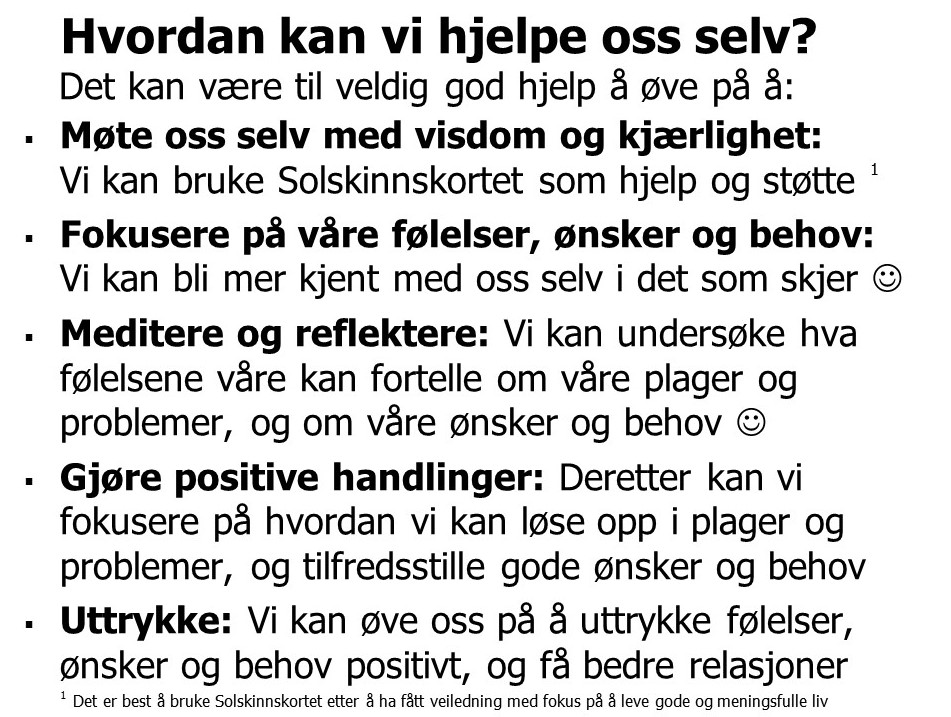 Hvordan kan vi hjelpe oss selv?
Det kan være til veldig god hjelp å øve på å:
▪ Møte oss selv med visdom og kjærlighet:
Vi kan bruke Solskinnskortet som hjelp og støtte ¹
▪ Fokusere på våre følelser, ønsker og behov:
Vi kan bli mer kjent med oss selv i det som skjer ☺
▪ Meditere og reflektere: Vi kan undersøke hva
følelsene våre kan fortelle om våre plager og
problemer, og om våre ønsker og behov ☺
▪ Gjøre positive handlinger: Deretter kan vi
fokusere på hvordan vi kan løse opp i plager og
problemer, og tilfredsstille gode ønsker og behov
▪ Uttrykke: Vi kan øve oss på å uttrykke følelser,
ønsker og behov positivt, og få bedre relasjoner
¹ Det er best å bruke Solskinnskortet etter å ha fått veiledning med fokus på å leve gode og meningsfulle liv